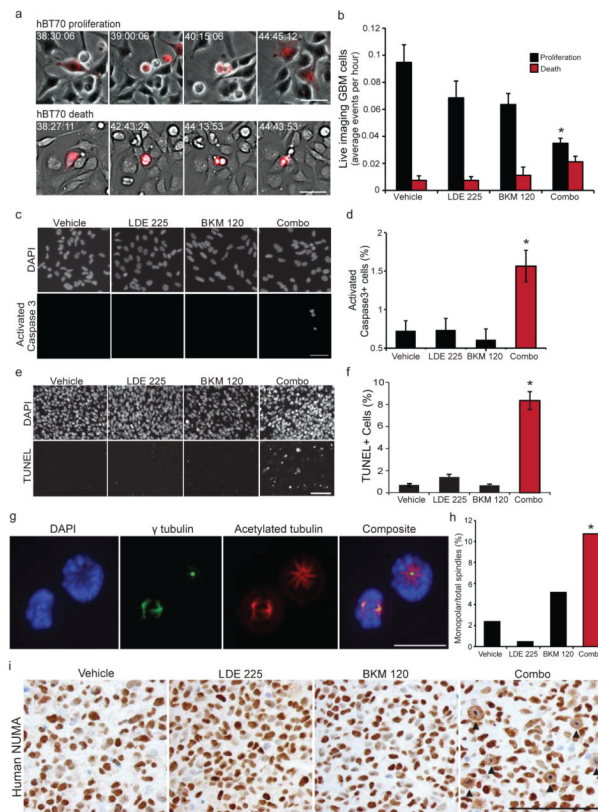 a
hBT70 proliferation
38:30:06
39:00:06
40:15:06
44:45:12
hBT70 death
38:27:11
42:43:24
44:13:53
44:43:53
b
Live imaging GBM cells
(average events per hour)
0.12
0.08
0.04
0
Proliferation
Death
*
Vehicle
LDE 225
BKM 120
Combo
c
Vehicle
LDE 225
BKM 120
Combo
DAPI
Activated
Caspase 3
d
Activated
Caspase3+ cells (%)
2
1.5
1
0.5
*
Vehicle
LDE 225
BKM 120
Combo
e
Vehicle
LDE 225
BKM 120
Combo
DAPI
TUNEL
f
TUNEL+ Cells (%)
10
8
6
4
2
0
*
Vehicle
LDE 225
BKM 120
Combo
g
DAPI
γ tubulin
Acetylated tubulin
Composite
h
Monopolar/total spindles (%)
12
10
8
6
4
2
0
*
Vehicle
LDE 225
BKM 120
Comb
i
Vehicle
LDE 225
BKM 120
Combo
Human NUMA